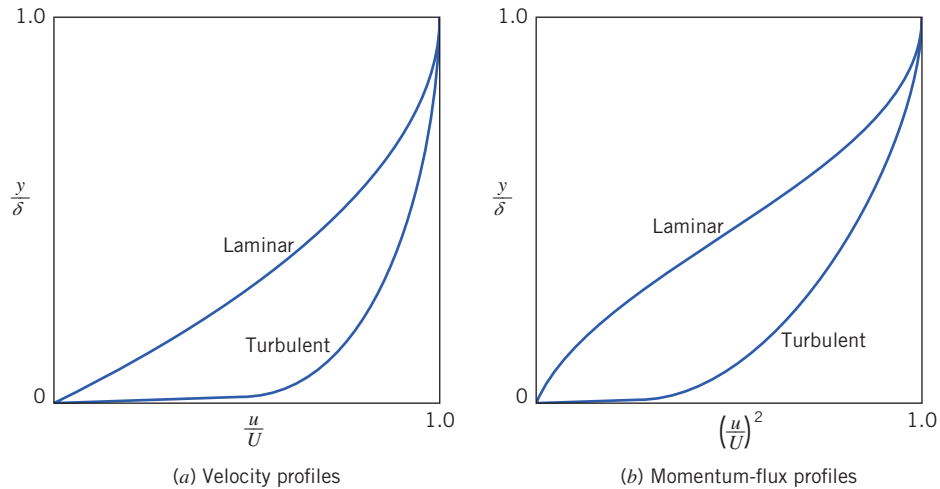 1.0
y/δ
Laminar
Turbulent
0
u/U
1.0
(a) Velocity profiles
1.0
y/δ
Laminar
Turbulent
0
(u/U)²
1.0
(b) Momentum-flux profiles